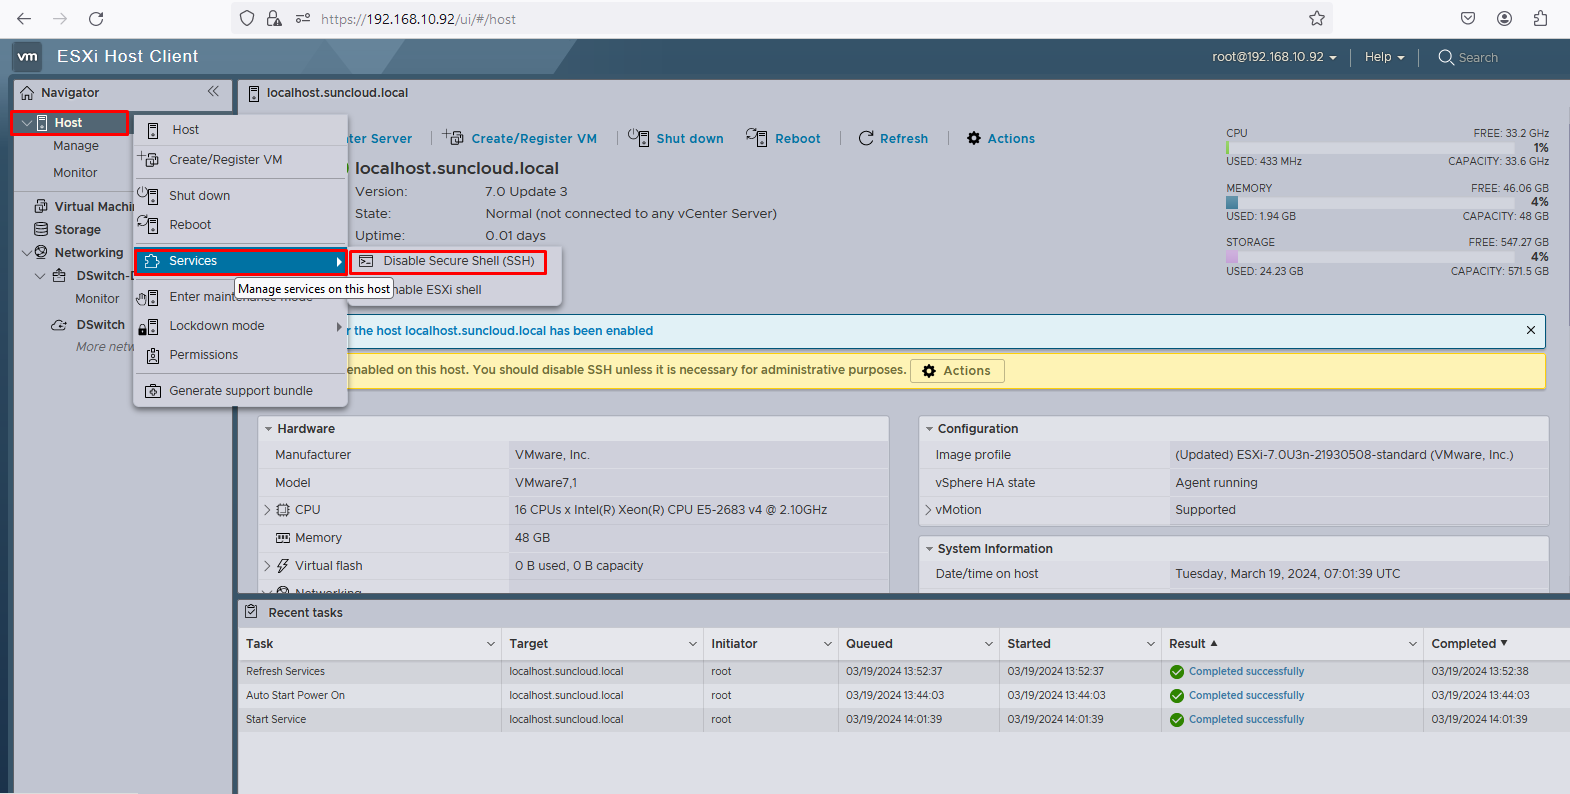 https://192.168.10.92/ui/#/host
vm ESXi Host Client
root@192.168.10.92
Help
Search
Navigator
localhost.suncloud.local
Host
Manage
Monitor
Virtual Machi
Storage
Networking
DSwitch-D
Monitor
DSwitch
More netw
Host
Create/Register VM
Shut down
Reboot
Services
Enter maintenance mode
Lockdown mode
Permissions
Generate support bundle
Manage services on this host
Disable Secure Shell (SSH)
nable ESXi shell
ter Server
Create/Register VM
Shut down
Reboot
Refresh
Actions
localhost.suncloud.local
Version: 7.0 Update 3
State: Normal (not connected to any vCenter Server)
Uptime: 0.01 days
CPU FREE: 33.2 GHz
1%
USED: 433 MHz CAPACITY: 33.6 GHz
MEMORY FREE: 46.06 GB
4%
USED: 1.94 GB CAPACITY: 48 GB
STORAGE FREE: 547.27 GB
4%
USED: 24.23 GB CAPACITY: 571.5 GB
r the host localhost.suncloud.local has been enabled
enabled on this host. You should disable SSH unless it is necessary for administrative purposes. Actions
Hardware
Manufacturer VMware, Inc.
Model VMware7,1
CPU 16 CPUs x Intel(R) Xeon(R) CPU E5-2683 v4 @ 2.10GHz
Memory 48 GB
Virtual flash 0 B used, 0 B capacity
Networking
Configuration
Image profile (Updated) ESXi-7.0U3n-21930508-standard (VMware, Inc.)
vSphere HA state Agent running
vMotion Supported
System Information
Date/time on host Tuesday, March 19, 2024, 07:01:39 UTC
Recent tasks
Task Target Initiator Queued Started Result Completed
Refresh Services localhost.suncloud.local root 03/19/2024 13:52:37 03/19/2024 13:52:37 Completed successfully 03/19/2024 13:52:38
Auto Start Power On localhost.suncloud.local root 03/19/2024 13:44:03 03/19/2024 13:44:03 Completed successfully 03/19/2024 13:44:03
Start Service localhost.suncloud.local root 03/19/2024 14:01:39 03/19/2024 14:01:39 Completed successfully 03/19/2024 14:01:39